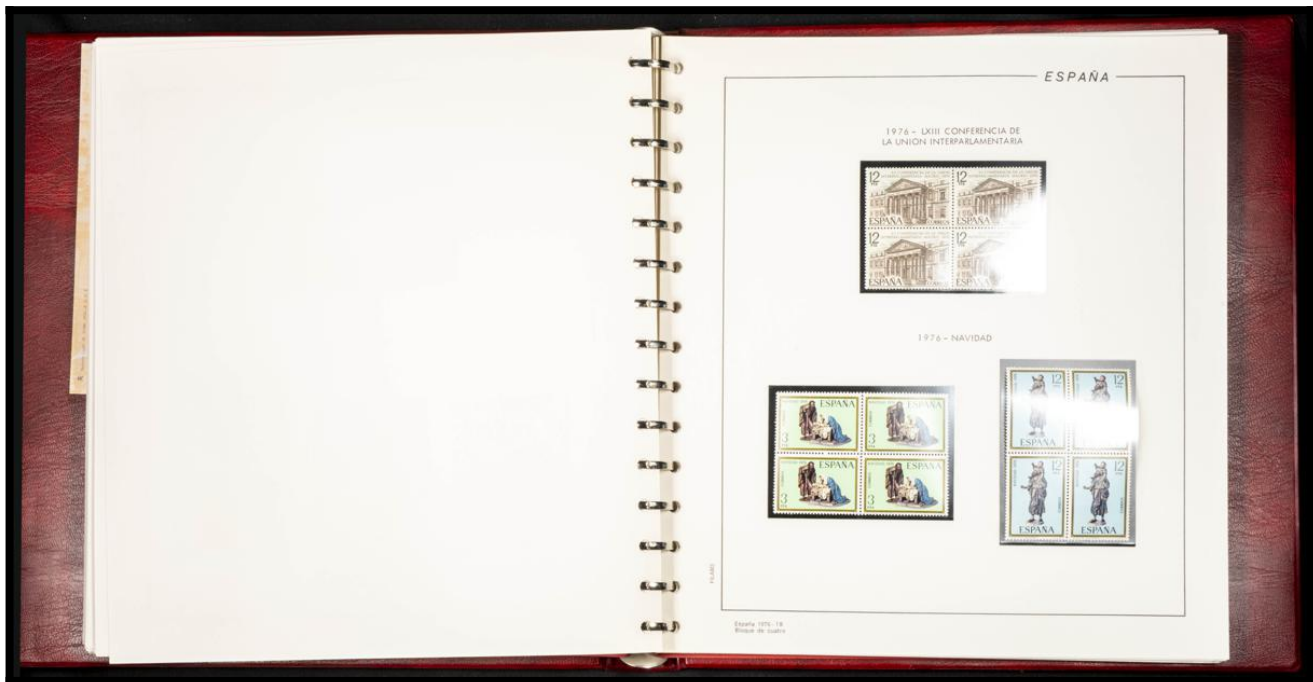 ESPAÑA
1976 - LXIII CONFERENCIA DE
LA UNION INTERPARLAMENTARIA
12
12
ESPAÑA
ESPAÑA
12
12
ESPAÑA
ESPAÑA
1976 - NAVIDAD
ESPAÑA
ESPAÑA
3
3
ESPAÑA
ESPAÑA
3
3
12
12
ESPAÑA
ESPAÑA
12
12
ESPAÑA
ESPAÑA
FILABO
España 1976 - 18
Bloque de cuatro